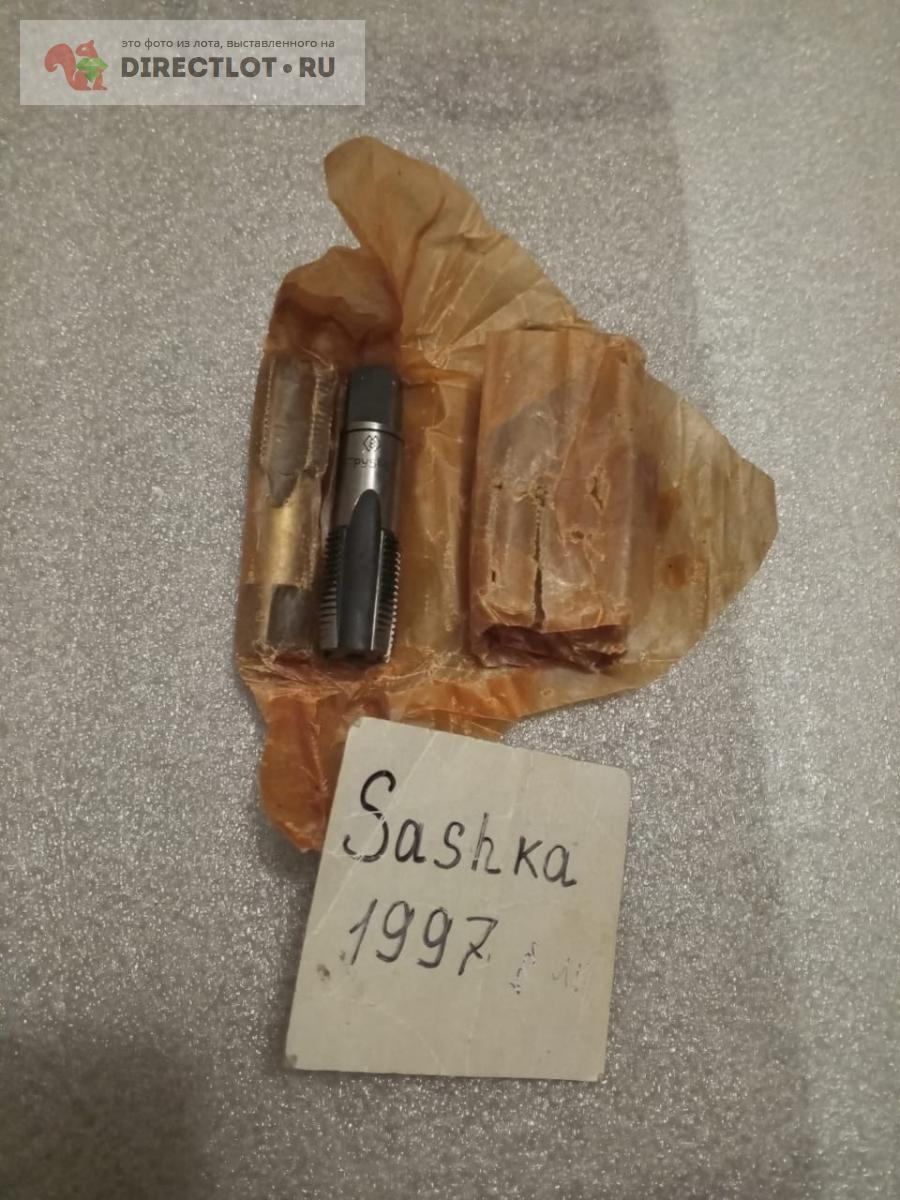 это фото из лота, выставленного на
DIRECTLOT•RU
Sashka
1997